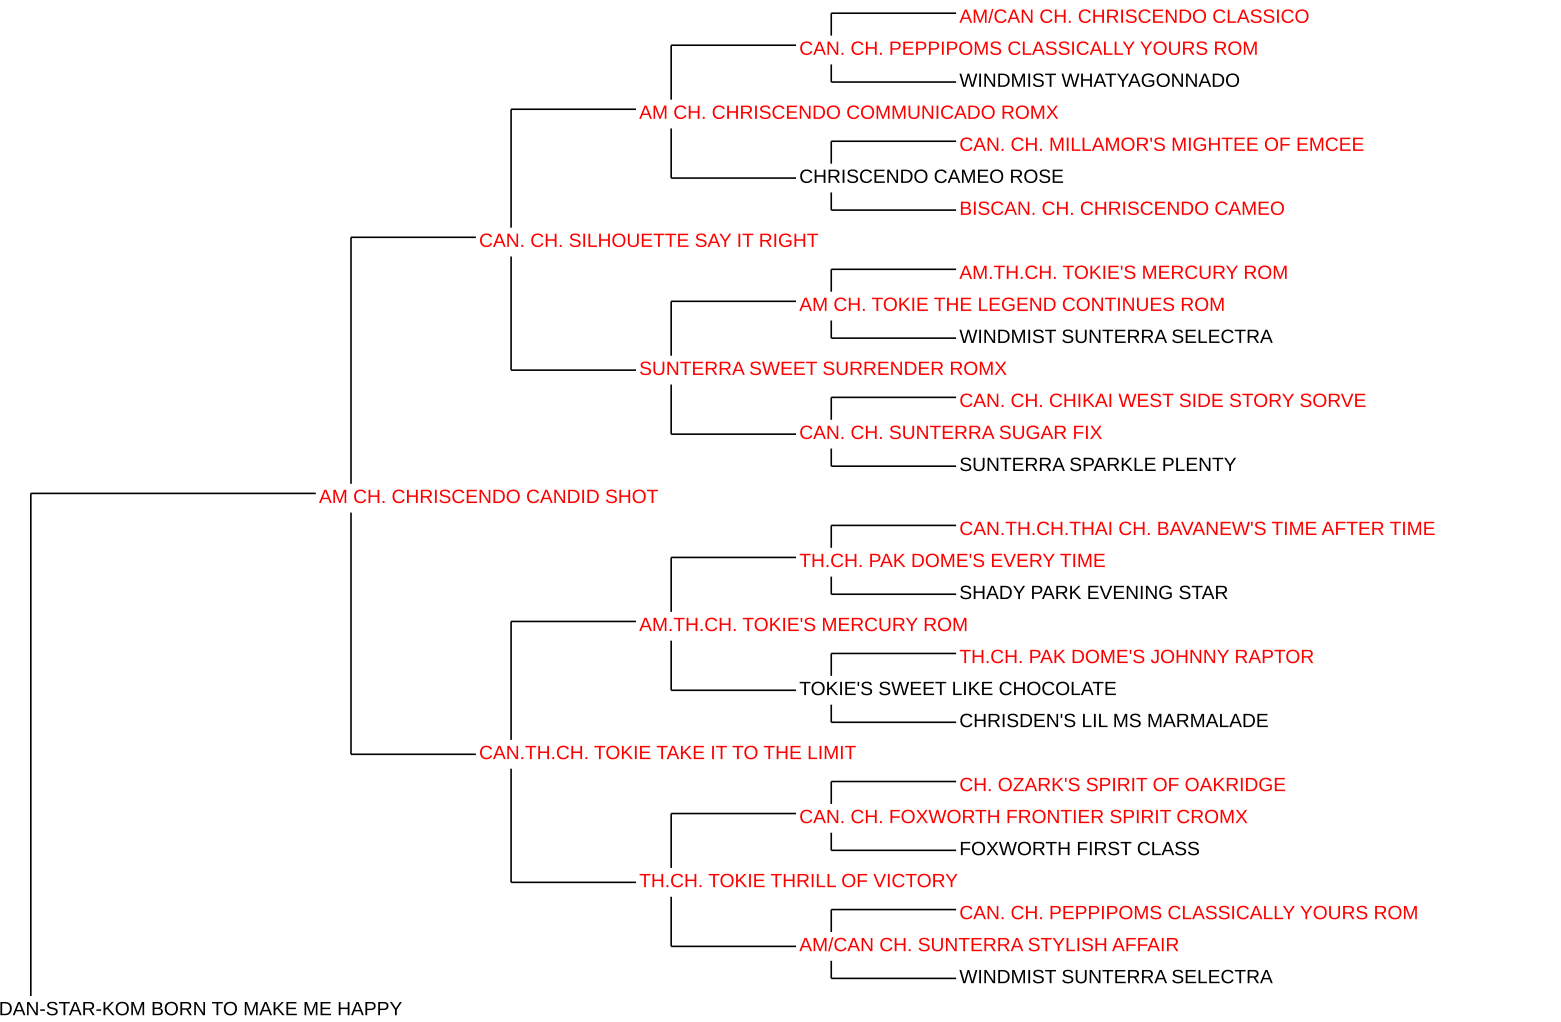 AM/CAN CH. CHRISCENDO CLASSICO
CAN. CH. PEPPIPOMS CLASSICALLY YOURS ROM
WINDMIST WHATYAGONNADO
AM CH. CHRISCENDO COMMUNICADO ROMX
CAN. CH. MILLAMOR'S MIGHTEE OF EMCEE
CHRISCENDO CAMEO ROSE
BISCAN. CH. CHRISCENDO CAMEO
CAN. CH. SILHOUETTE SAY IT RIGHT
AM.TH.CH. TOKIE'S MERCURY ROM
AM CH. TOKIE THE LEGEND CONTINUES ROM
WINDMIST SUNTERRA SELECTRA
SUNTERRA SWEET SURRENDER ROMX
CAN. CH. CHIKAI WEST SIDE STORY SORVE
CAN. CH. SUNTERRA SUGAR FIX
SUNTERRA SPARKLE PLENTY
AM CH. CHRISCENDO CANDID SHOT
CAN.TH.CH.THAI CH. BAVANEW'S TIME AFTER TIME
TH.CH. PAK DOME'S EVERY TIME
SHADY PARK EVENING STAR
AM.TH.CH. TOKIE'S MERCURY ROM
TH.CH. PAK DOME'S JOHNNY RAPTOR
TOKIE'S SWEET LIKE CHOCOLATE
CHRISDEN'S LIL MS MARMALADE
CAN.TH.CH. TOKIE TAKE IT TO THE LIMIT
CH. OZARK'S SPIRIT OF OAKRIDGE
CAN. CH. FOXWORTH FRONTIER SPIRIT CROMX
FOXWORTH FIRST CLASS
TH.CH. TOKIE THRILL OF VICTORY
CAN. CH. PEPPIPOMS CLASSICALLY YOURS ROM
AM/CAN CH. SUNTERRA STYLISH AFFAIR
WINDMIST SUNTERRA SELECTRA
DAN-STAR-KOM BORN TO MAKE ME HAPPY